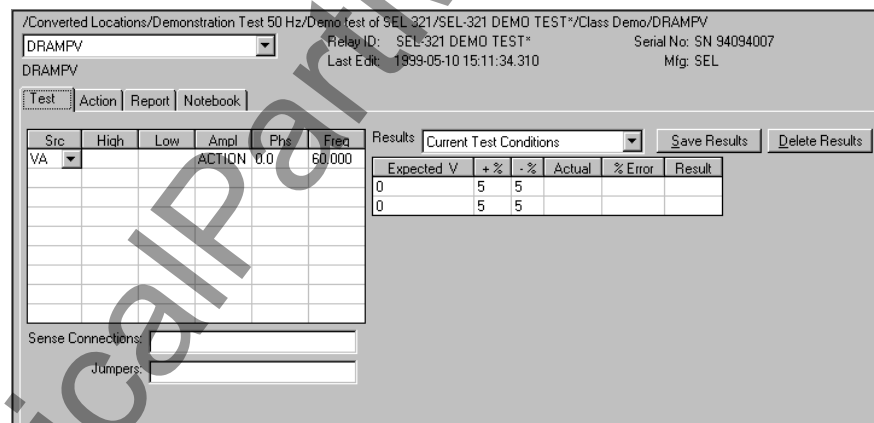 /Converted Locations/Demonstration Test 50 Hz/Demo test of SEL 321/SEL-321 DEMO TEST*/Class Demo/DRAMPV
DRAMPV
Relay ID: SEL-321 DEMO TEST* Serial No: SN 94094007
DRAMPV
Last Edit: 1999-05-10 15:11:34.310 Mfg: SEL
Test Action Report Notebook
Src High Low Ampl Phs Freq
VA ACTION 0.0 60.000
Results Current Test Conditions Save Results Delete Results
Expected V + % - % Actual % Error Result
0 5 5
0 5 5
Sense Connections:
Jumpers: